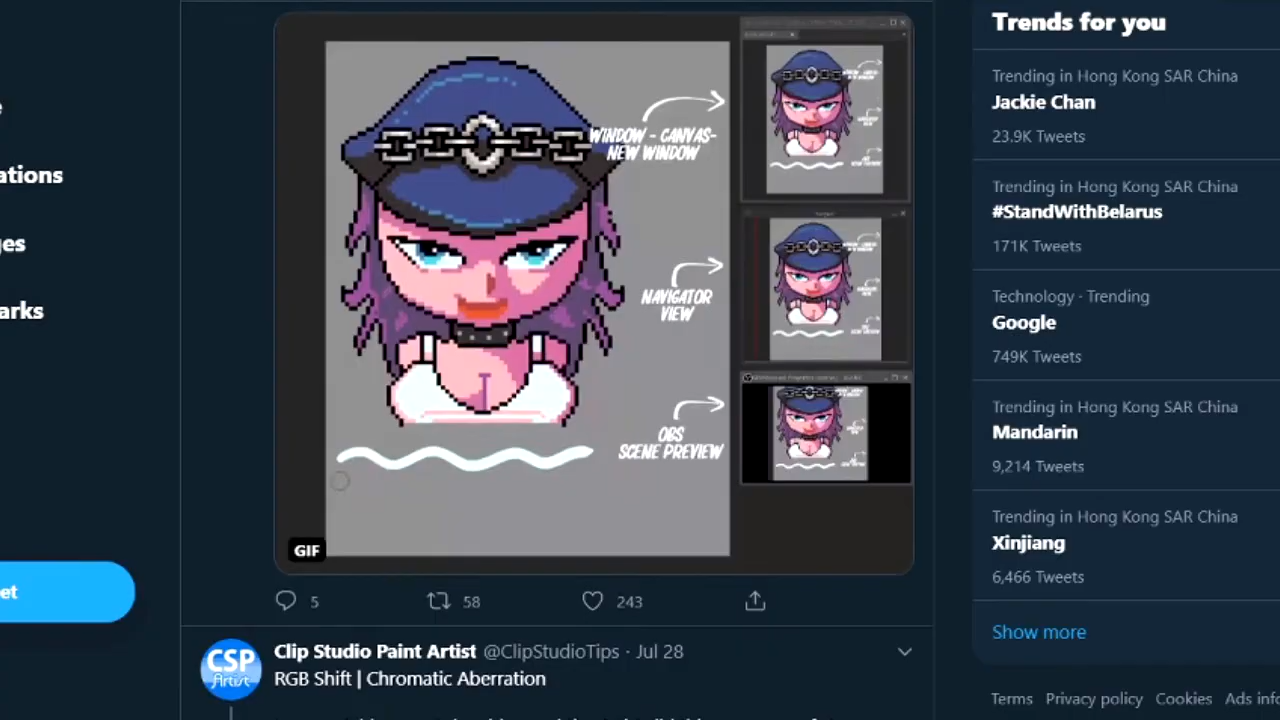 ations
es
arks
et
WINDOW - CANVAS-
NEW WINDOW
NAVIGATOR
VIEW
OBS
SCENE PREVIEW
GIF
5
58
243
Clip Studio Paint Artist @ClipStudioTips · Jul 28
RGB Shift | Chromatic Aberration
CSP
Artist
Trends for you
Trending in Hong Kong SAR China
Jackie Chan
23.9K Tweets
Trending in Hong Kong SAR China
#StandWithBelarus
171K Tweets
Technology · Trending
Google
749K Tweets
Trending in Hong Kong SAR China
Mandarin
9,214 Tweets
Trending in Hong Kong SAR China
Xinjiang
6,466 Tweets
Show more
Terms Privacy policy Cookies Ads info